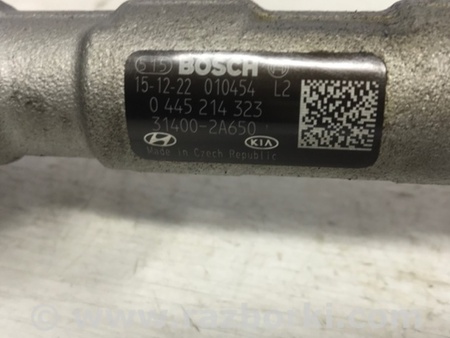 BOSCH
15-12-22 010454 L2
0 445 214 323
31400-2A650
KIA
Made in Czech Republic